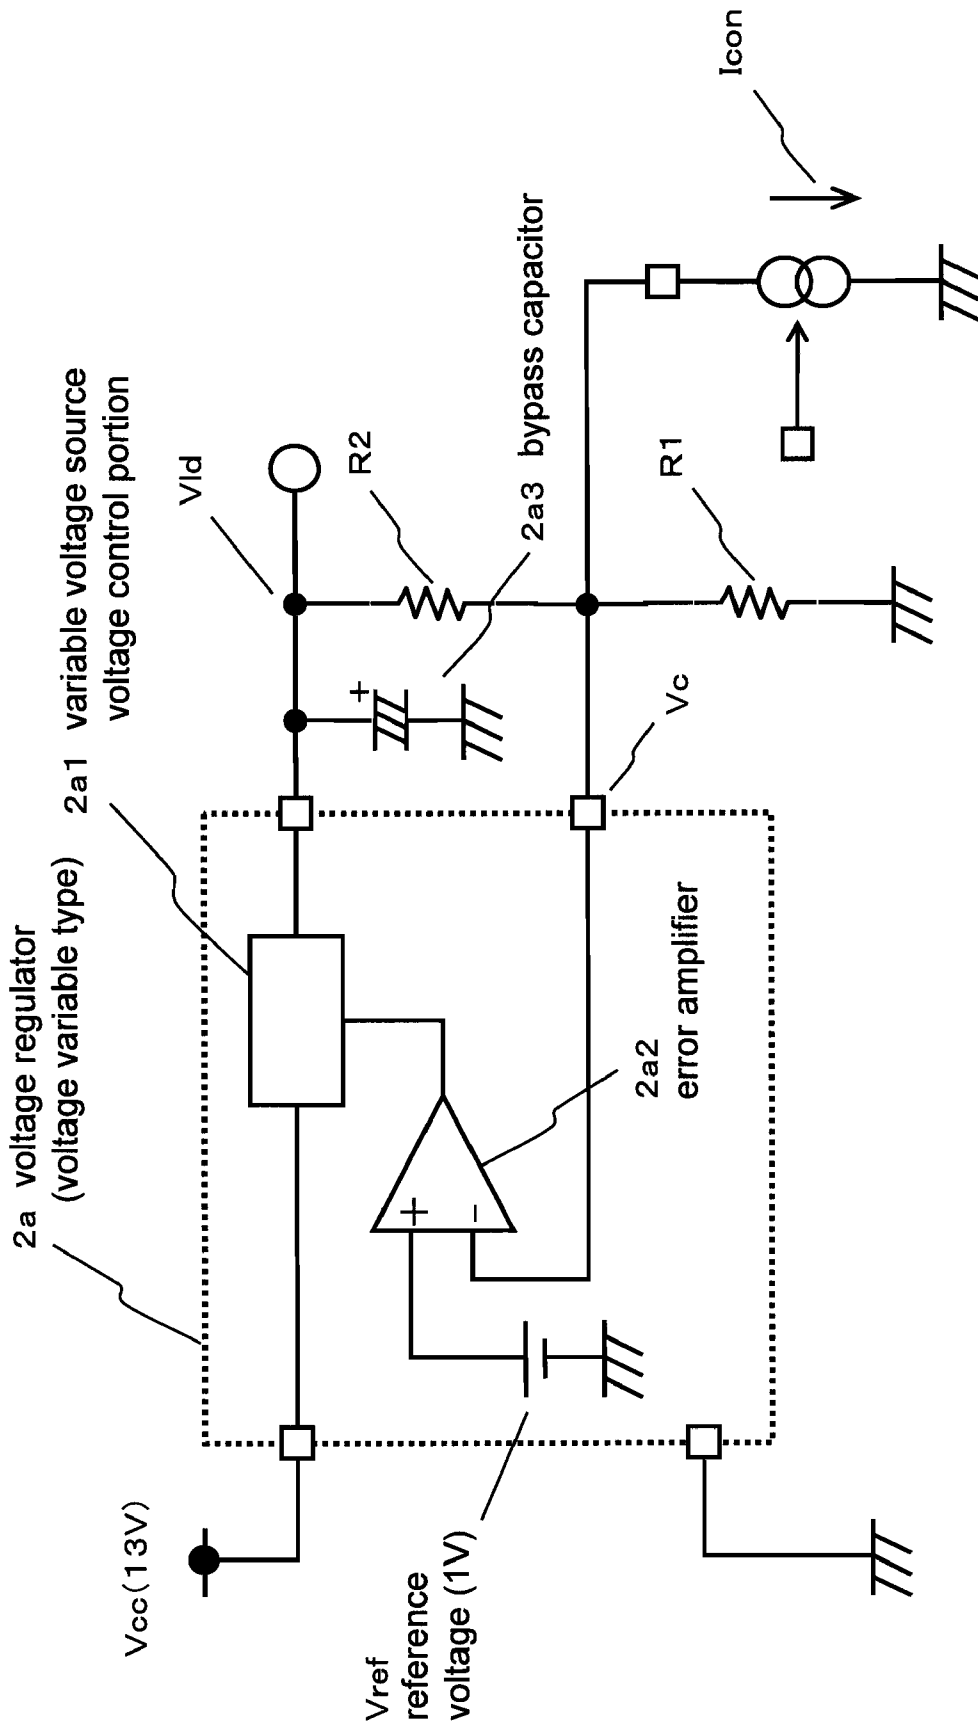 2a voltage regulator
(voltage variable type)
2a1 variable voltage source
voltage control portion
Vcc(13V)
Vld
R2
2a3 bypass capacitor
Icon
+
+
-
Vc
R1
2a2
error amplifier
Vref
reference
voltage (1V)